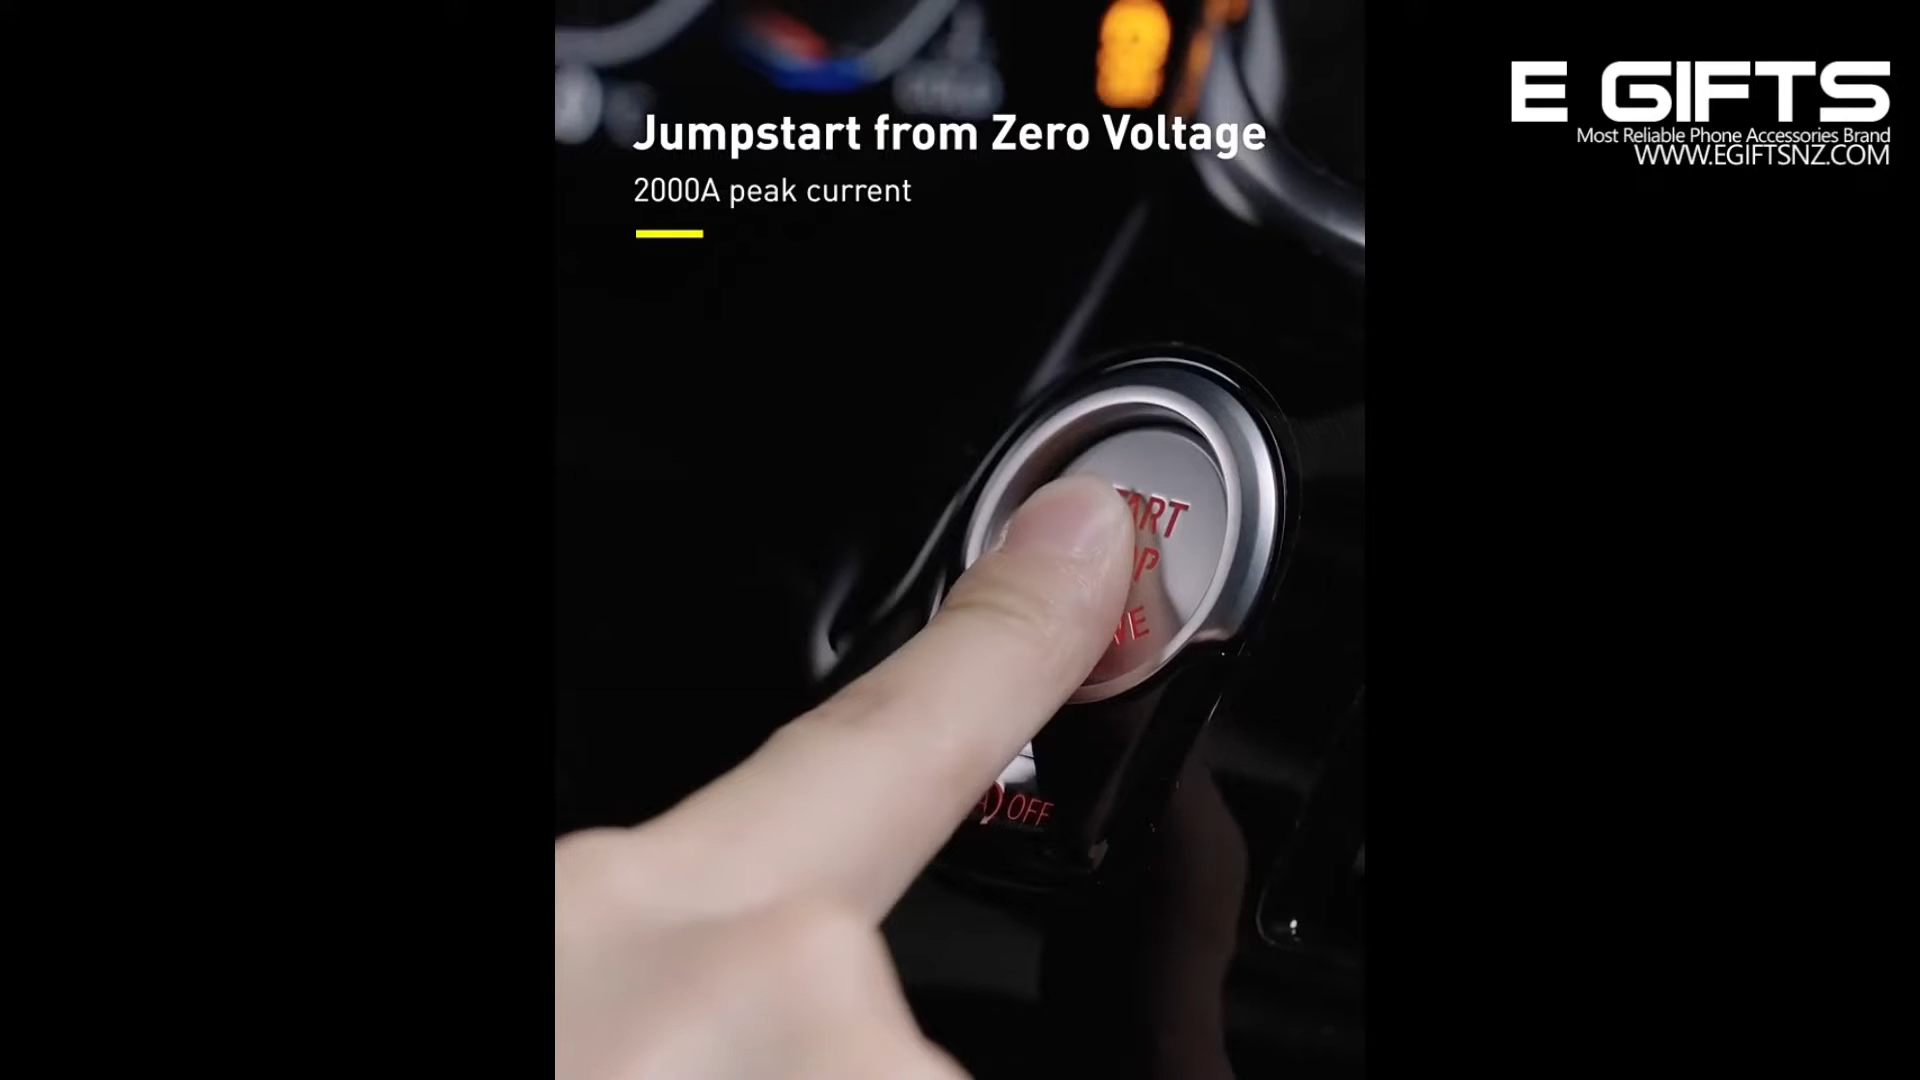 Jumpstart from Zero Voltage
2000A peak current
E GIFTS
Most Reliable Phone Accessories Brand
WWW.EGIFTSNZ.COM
OFF